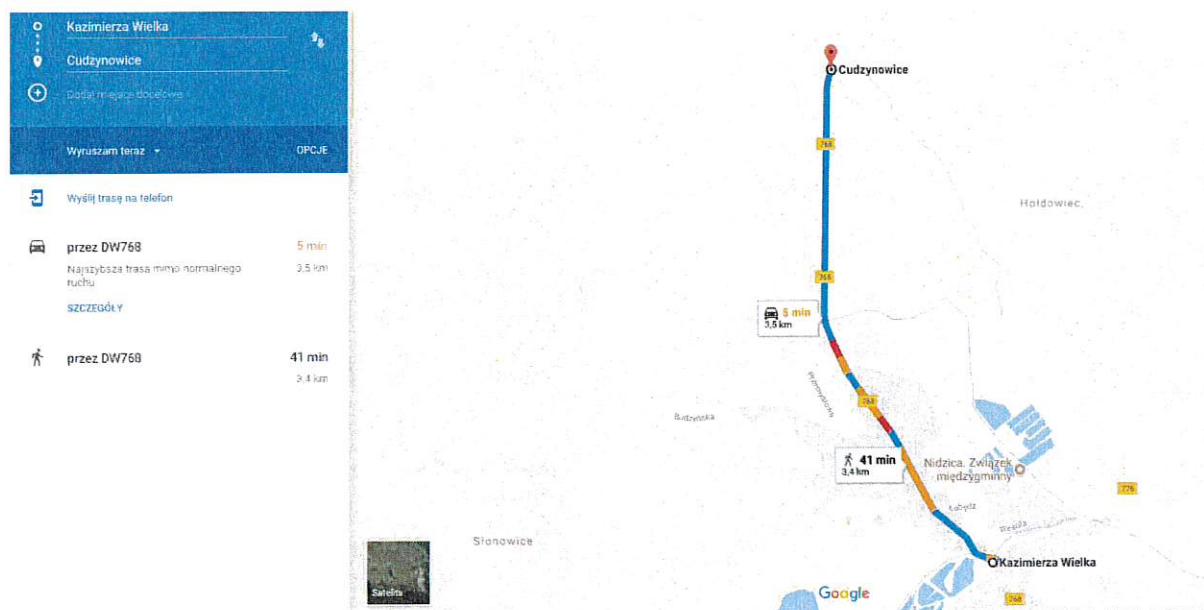 Kazimierza Wielka
Cudzynowice
Dodaj miejsce docelowe
Wyruszam teraz
OPCJE
Wyślij trasę na telefon
przez DW768
5 min
Najszybsza trasa mimo normalnego
ruchu
3,5 km
SZCZEGÓŁY
przez DW768
41 min
3,4 km
Cudzynowice
768
Hołdowiec
768
5 min
3,5 km
Przemysłowa
768
Budzyńska
41 min
3,4 km
Nidzica. Związek
międzygminny
776
Łabędź
Słonowice
Kazimierza Wielka
Satelita
Google
768